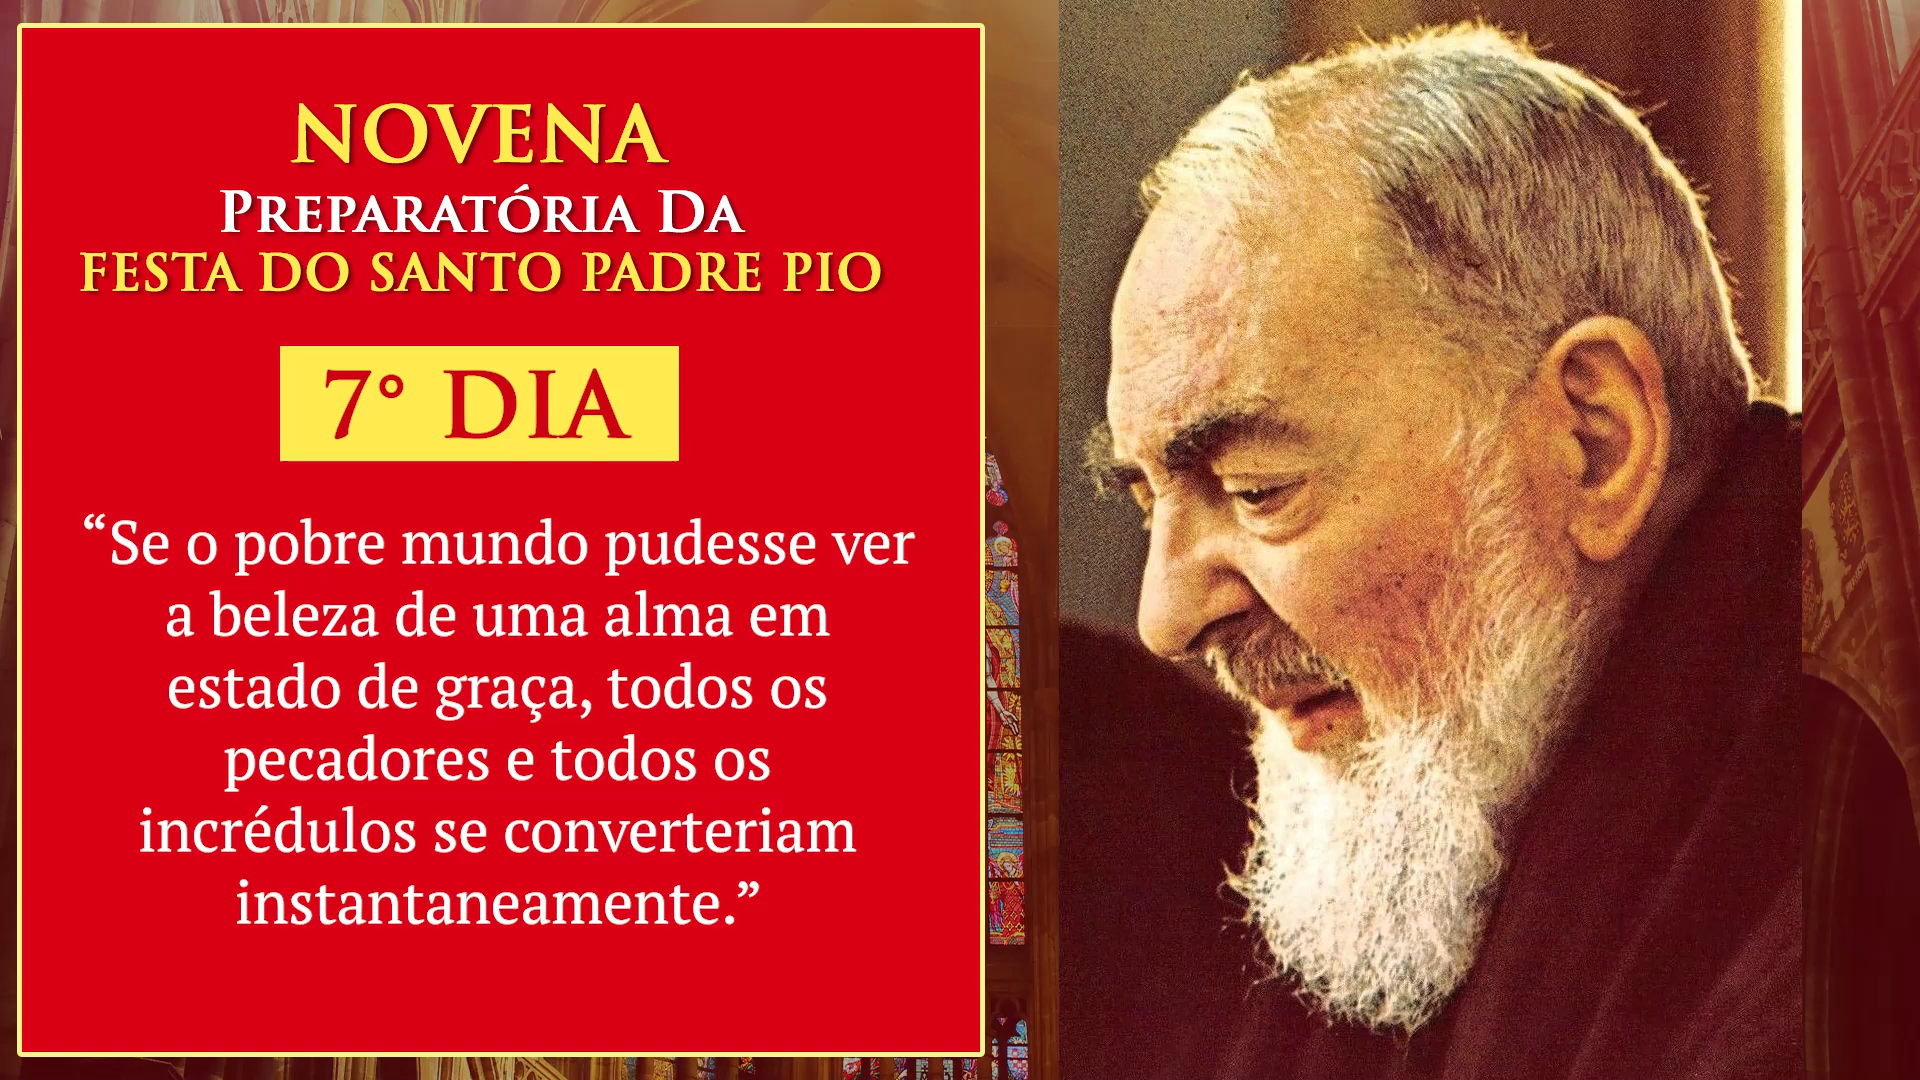 NOVENA
Preparatória Da
FESTA DO SANTO PADRE PIO
7° DIA
“Se o pobre mundo pudesse ver
a beleza de uma alma em
estado de graça, todos os
pecadores e todos os
incrédulos se converteriam
instantaneamente.”